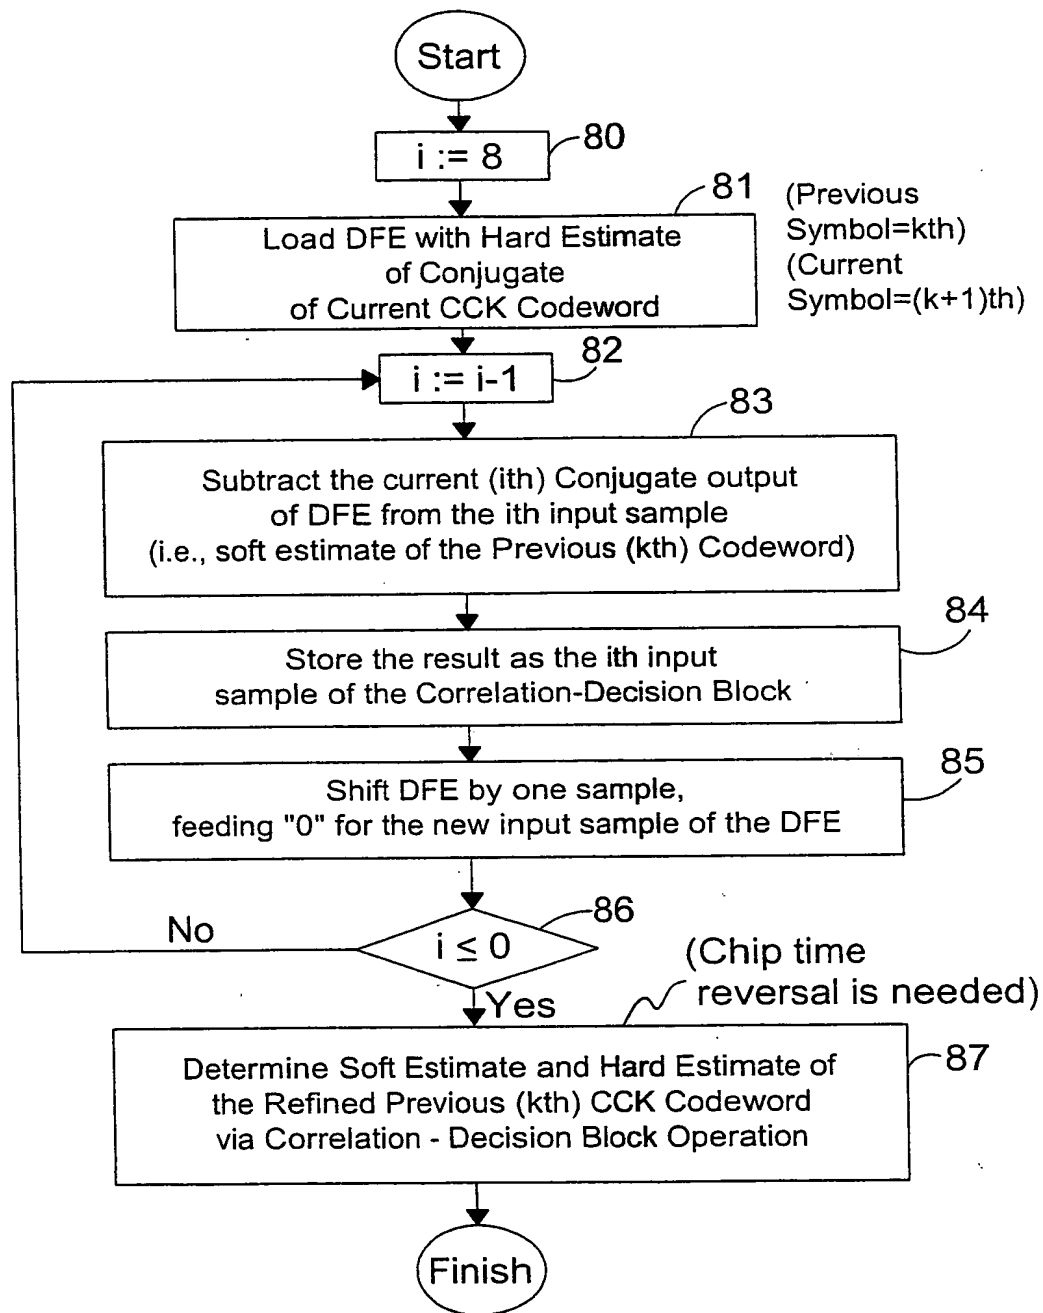 Start
i := 8
80
81
(Previous
Symbol=kth)
(Current
Symbol=(k+1)th)
Load DFE with Hard Estimate
of Conjugate
of Current CCK Codeword
82
i := i-1
83
Subtract the current (ith) Conjugate output
of DFE from the ith input sample
(i.e., soft estimate of the Previous (kth) Codeword)
84
Store the result as the ith input
sample of the Correlation-Decision Block
85
Shift DFE by one sample,
feeding "0" for the new input sample of the DFE
86
No
i ≤ 0
(Chip time
reversal is needed)
Yes
87
Determine Soft Estimate and Hard Estimate of
the Refined Previous (kth) CCK Codeword
via Correlation - Decision Block Operation
Finish